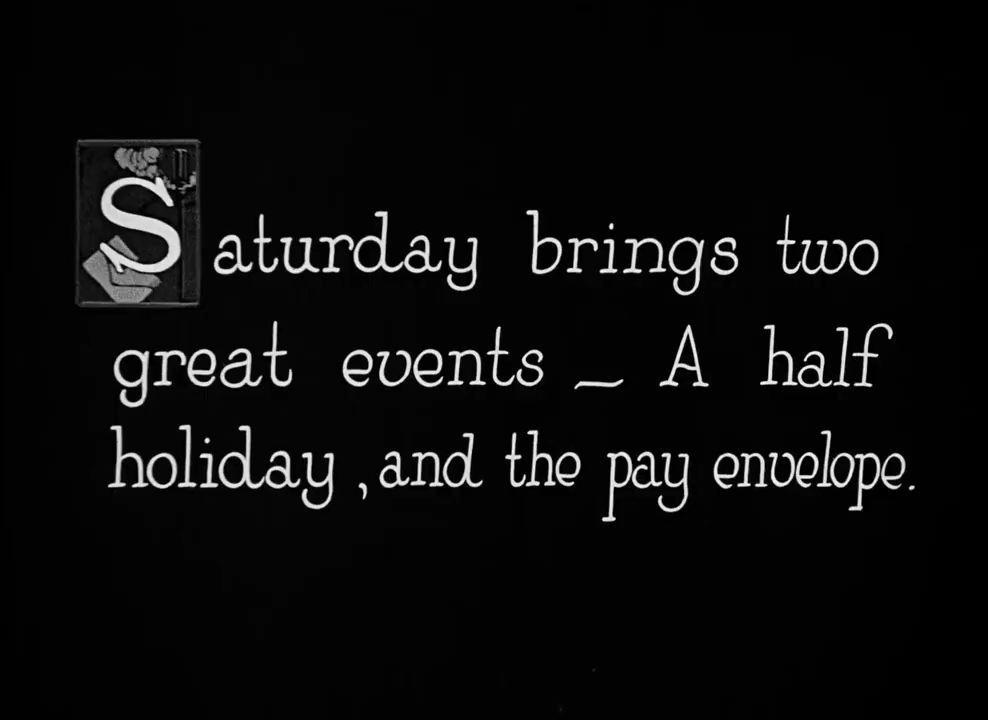 Saturday brings two
great events — A half
holiday, and the pay envelope.